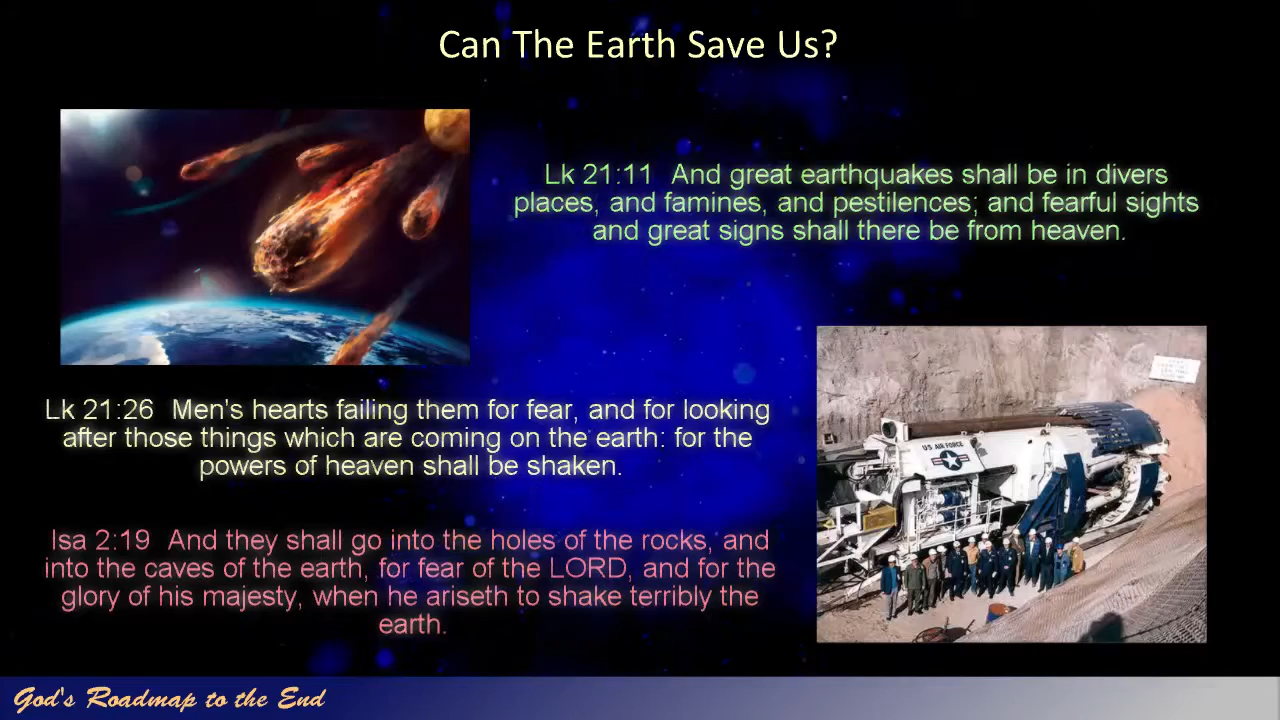 Can The Earth Save Us?
Lk 21:11 And great earthquakes shall be in divers
places, and famines, and pestilences; and fearful sights
and great signs shall there be from heaven.
Lk 21:26 Men's hearts failing them for fear, and for looking
after those things which are coming on the earth: for the
powers of heaven shall be shaken.
Isa 2:19 And they shall go into the holes of the rocks, and
into the caves of the earth, for fear of the LORD, and for the
glory of his majesty, when he ariseth to shake terribly the
earth.
US AIR FORCE
God's Roadmap to the End